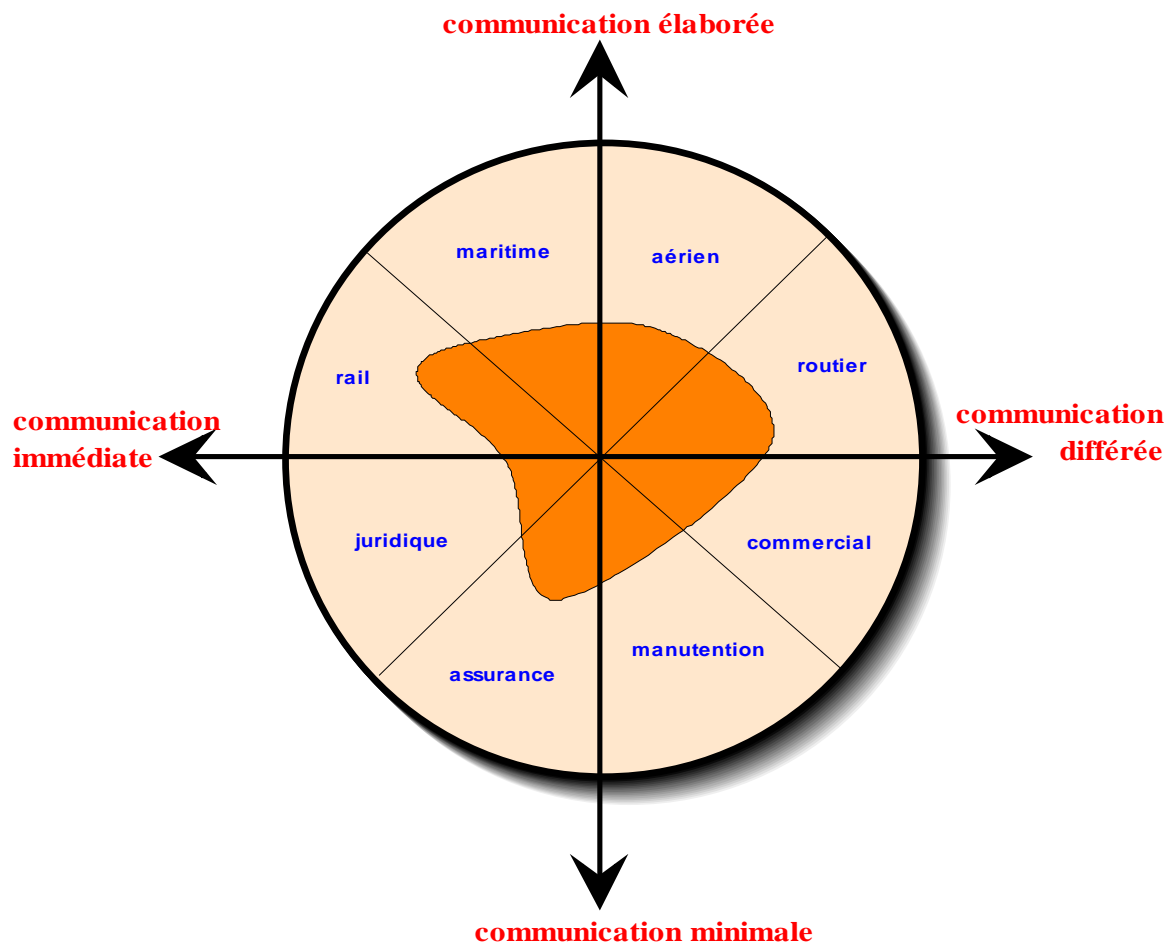 communication élaborée
maritime
aérien
rail
routier
communication
immédiate
communication
différée
juridique
commercial
assurance
manutention
communication minimale